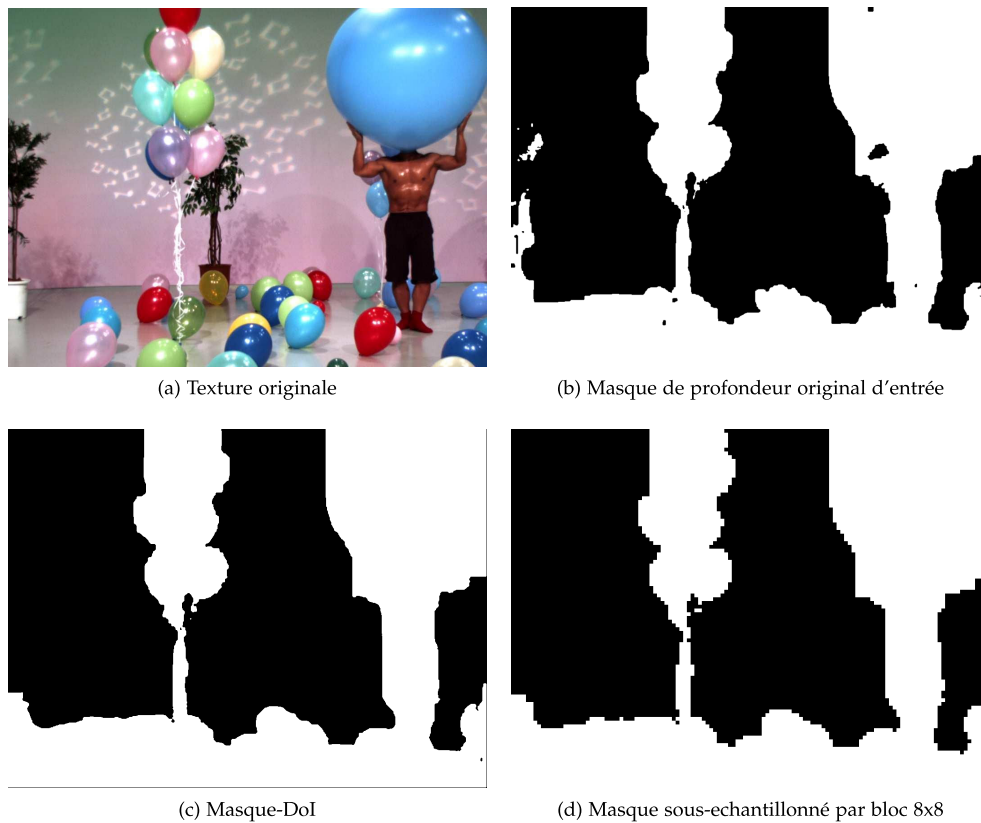 (a) Texture originale
(b) Masque de profondeur original d'entrée
(c) Masque-DoI
(d) Masque sous-echantillonné par bloc 8x8